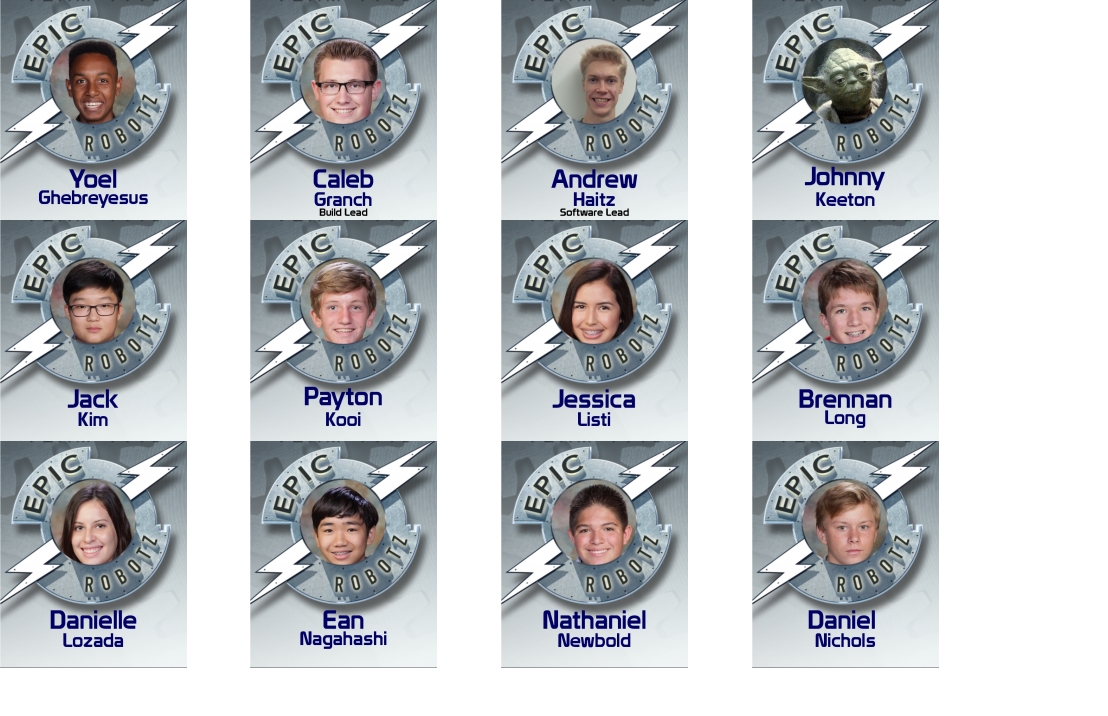 EPIC ROBOTZ
Yoel
Ghebreyesus
EPIC ROBOTZ
Caleb
Granch
Build Lead
EPIC ROBOTZ
Andrew
Haitz
Software Lead
EPIC ROBOTZ
Johnny
Keeton
EPIC ROBOTZ
Jack
Kim
EPIC ROBOTZ
Payton
Kooi
EPIC ROBOTZ
Jessica
Listi
EPIC ROBOTZ
Brennan
Long
EPIC ROBOTZ
Danielle
Lozada
EPIC ROBOTZ
Ean
Nagahashi
EPIC ROBOTZ
Nathaniel
Newbold
EPIC ROBOTZ
Daniel
Nichols